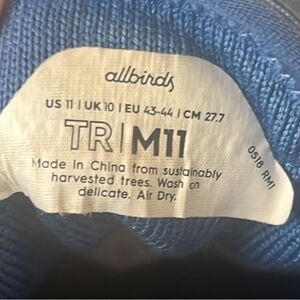 allbirds
US 11 | UK 10 | EU 43-44 | CM 27.7
TR | M11
Made in China from sustainably
harvested trees. Wash on
delicate. Air Dry.
0518 RM1